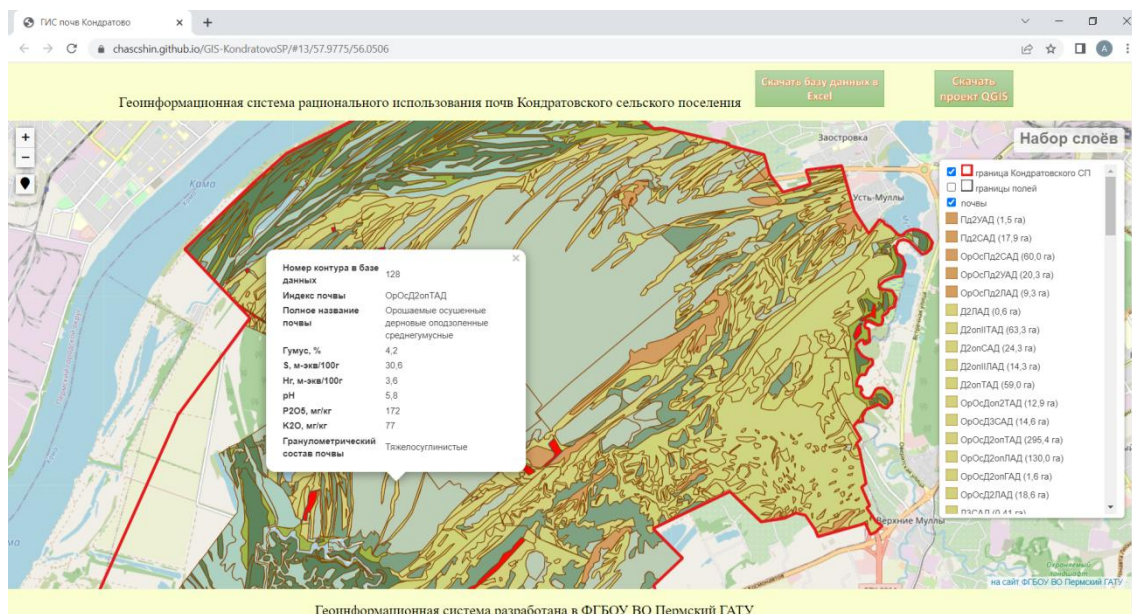 ГИС почв Кондратово
chascshin.github.io/GIS-KondratovoSP/#13/57.9775/56.0506
A
Геоинформационная система рационального использования почв Кондратовского сельского поселения
Скачать базу данных в
Excel
Скачать
проект QGIS
+
−
Кама
Заостровка
Усть-Муллы
Верхние Муллы
Набор слоёв
граница Кондратовского СП
границы полей
почвы
Пд2УАД (1,5 га)
Пд2САД (17,9 га)
ОрОсПд2САД (60,0 га)
ОрОсПд2УАД (20,3 га)
ОрОсПд2ЛАД (9,3 га)
Д2ЛАД (0,6 га)
Д2опIIТАД (63,3 га)
Д2опСАД (24,3 га)
Д2опIIЛАД (14,3 га)
Д2опТАД (59,0 га)
ОрОсДоп2ТАД (12,9 га)
ОрОсД3САД (14,6 га)
ОрОсД2опТАД (295,4 га)
ОрОсД2опЛАД (130,0 га)
ОрОсД2опГАД (1,6 га)
ОрОсД2ЛАД (18,6 га)
Д3САД (0,41 га)
Номер контура в базе
данных
128
Индекс почвы ОрОсД2опТАД
Полное название
почвы
Орошаемые осушенные
дерновые оподзоленные
среднегумусные
Гумус, % 4,2
S, м-экв/100г 30,6
Нг, м-экв/100г 3,6
pH 5,8
P2O5, мг/кг 172
K2O, мг/кг 77
Гранулометрический
состав почвы
Тяжелосуглинистые
на сайт ФГБОУ ВО Пермский ГАТУ
Геоинформационная система разработана в ФГБОУ ВО Пермский ГАТУ